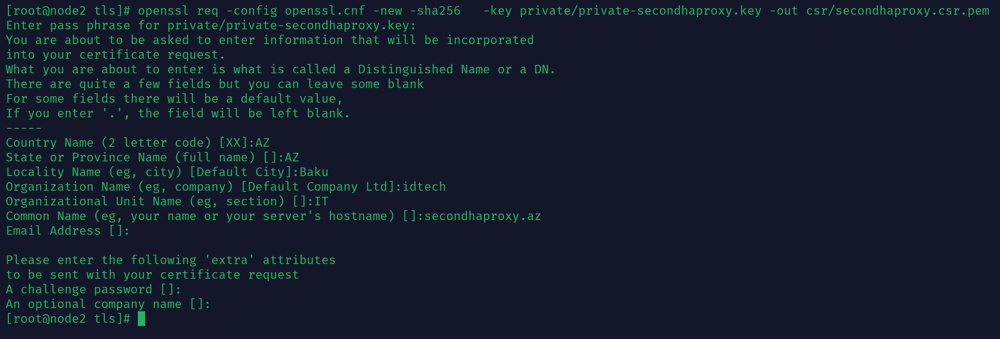 [root@node2 tls]# openssl req -config openssl.cnf -new -sha256   -key private/private-secondhaproxy.key -out csr/secondhaproxy.csr.pem
Enter pass phrase for private/private-secondhaproxy.key:
You are about to be asked to enter information that will be incorporated
into your certificate request.
What you are about to enter is what is called a Distinguished Name or a DN.
There are quite a few fields but you can leave some blank
For some fields there will be a default value,
If you enter '.', the field will be left blank.
-----
Country Name (2 letter code) [XX]:AZ
State or Province Name (full name) []:AZ
Locality Name (eg, city) [Default City]:Baku
Organization Name (eg, company) [Default Company Ltd]:idtech
Organizational Unit Name (eg, section) []:IT
Common Name (eg, your name or your server's hostname) []:secondhaproxy.az
Email Address []:

Please enter the following 'extra' attributes
to be sent with your certificate request
A challenge password []:
An optional company name []:
[root@node2 tls]#